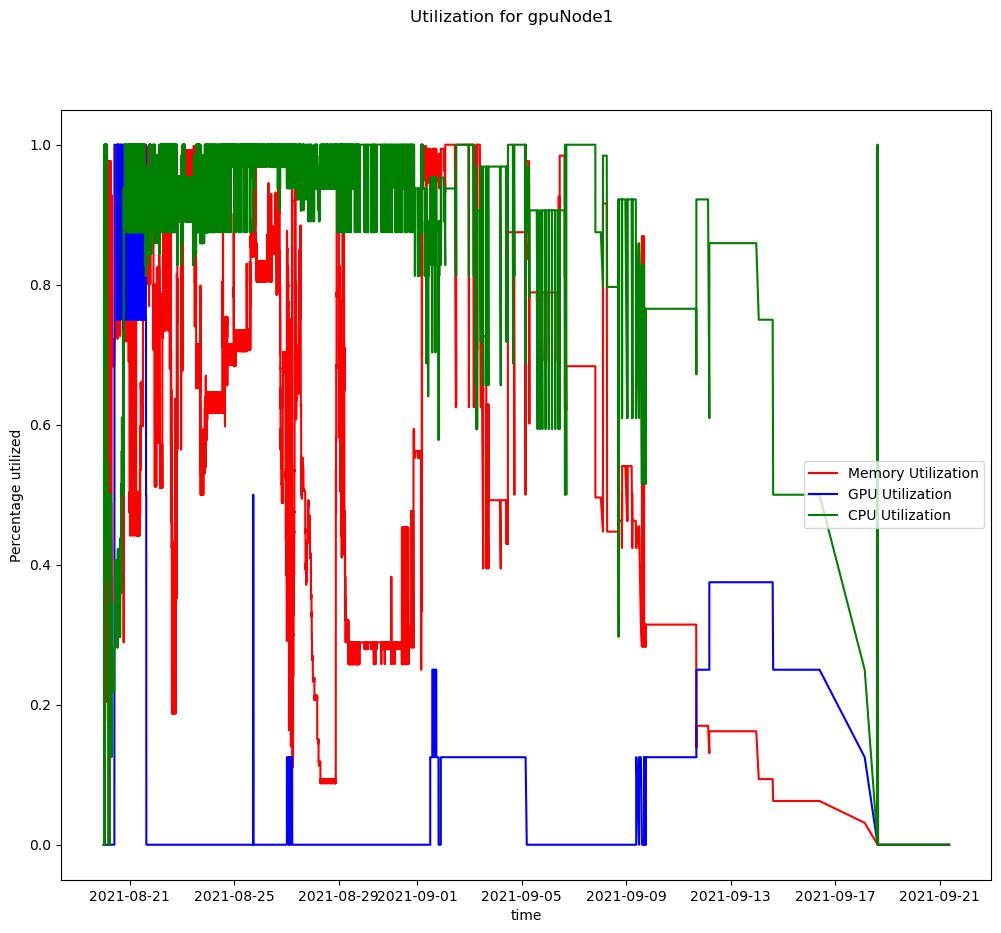 Utilization for gpuNode1
Percentage utilized
1.0
0.8
0.6
0.4
0.2
0.0
Memory Utilization
GPU Utilization
CPU Utilization
2021-08-21 2021-08-25 2021-08-29 2021-09-01 2021-09-05 2021-09-09 2021-09-13 2021-09-17 2021-09-21
time